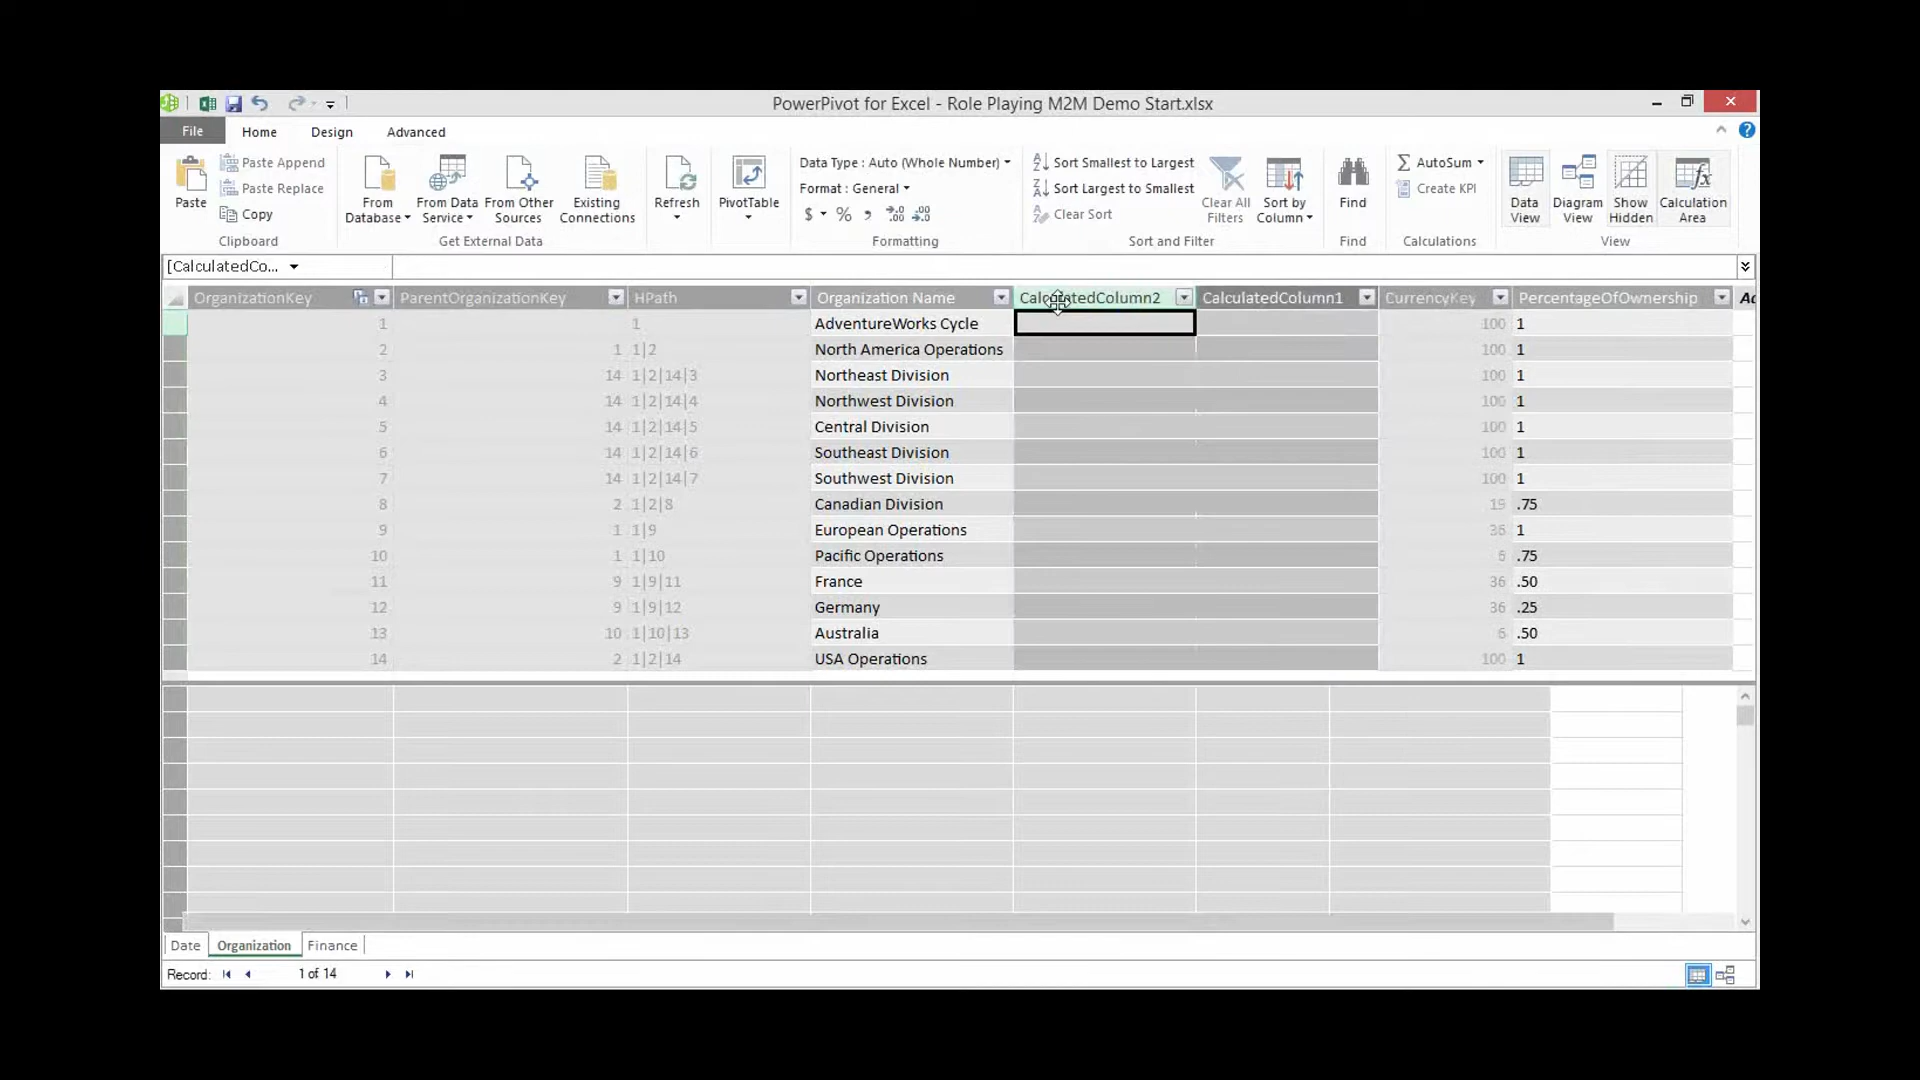 PowerPivot for Excel - Role Playing M2M Demo Start.xlsx
File Home Design Advanced
Paste
Paste Append
Paste Replace
Copy
Clipboard
From Database
From Data Service
From Other Sources
Existing Connections
Get External Data
Refresh
PivotTable
Data Type : Auto (Whole Number)
Format : General
$ % ,
Formatting
Sort Smallest to Largest
Sort Largest to Smallest
Clear Sort
Clear All Filters
Sort by Column
Sort and Filter
Find
Find
AutoSum
Create KPI
Calculations
Data View
Diagram View
Show Hidden
Calculation Area
View
[CalculatedCo...
OrganizationKey ParentOrganizationKey HPath Organization Name CalculatedColumn2 CalculatedColumn1 CurrencyKey PercentageOfOwnership
1 1 AdventureWorks Cycle 100 1
2 1 1|2 North America Operations 100 1
3 14 1|2|14|3 Northeast Division 100 1
4 14 1|2|14|4 Northwest Division 100 1
5 14 1|2|14|5 Central Division 100 1
6 14 1|2|14|6 Southeast Division 100 1
7 14 1|2|14|7 Southwest Division 100 1
8 2 1|2|8 Canadian Division 19 .75
9 1 1|9 European Operations 36 1
10 1 1|10 Pacific Operations 6 .75
11 9 1|9|11 France 36 .50
12 9 1|9|12 Germany 36 .25
13 10 1|10|13 Australia 6 .50
14 2 1|2|14 USA Operations 100 1
Date Organization Finance
Record: 1 of 14